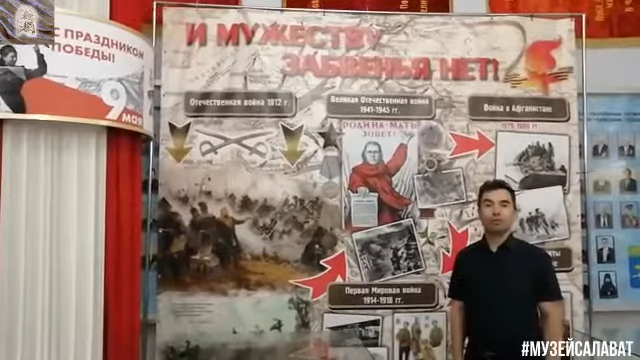 С ПРАЗДНИКОМ
ПОБЕДЫ!
9
мая
И МУЖЕСТВУ
ЗАБВЕНЬЯ НЕТ!
Отечественная война 1812 г.
Великая Отечественная война
1941-1945 гг.
Война в Афганистане
1979-1989 гг.
РОДИНА-МАТЬ
ЗОВЕТ!
Первая Мировая война
1914-1918 гг.
#МУЗЕЙСАЛАВАТ